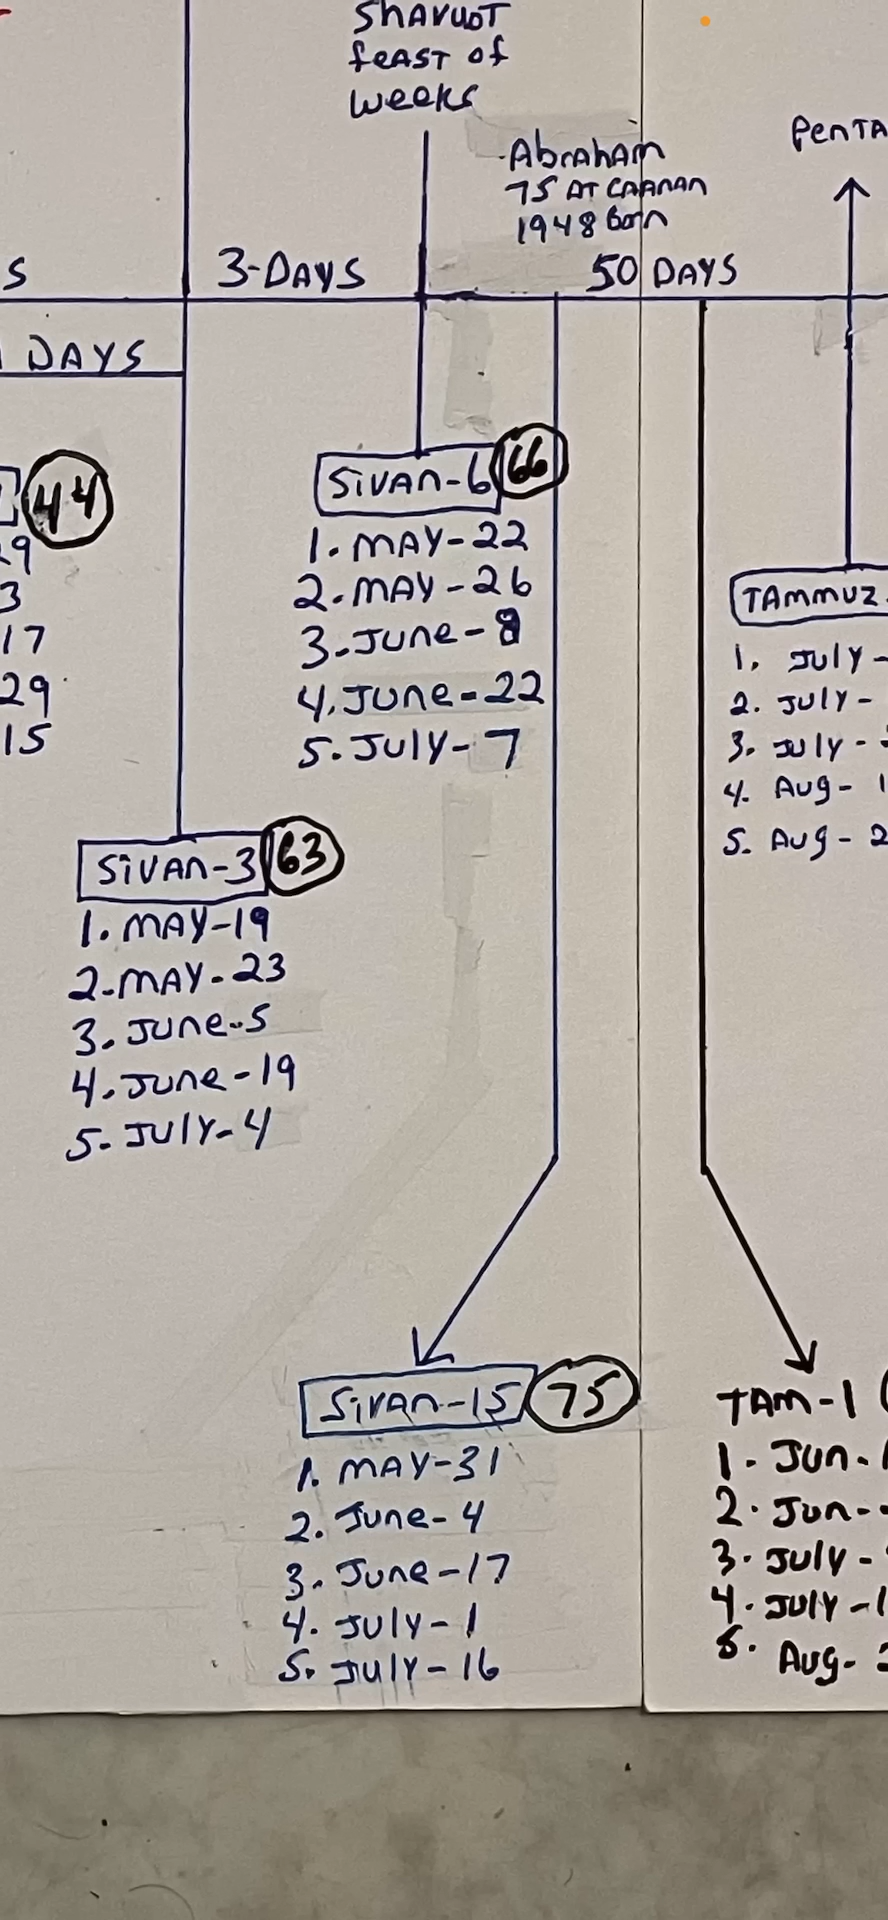 SHAVUOT
FEAST OF
WEEKS
Abraham
75 AT CANAAN
1948 Born
PENTA
S
3-DAYS
50 DAYS
DAYS
44
29
3
17
29
15
SIVAN-6 66
1. MAY-22
2. MAY-26
3. JUNE-8
4. JUNE-22
5. JULY-7
SIVAN-3 63
1. MAY-19
2. MAY-23
3. JUNE-5
4. JUNE-19
5. JULY-4
SIVAN-15 75
1. MAY-31
2. June-4
3. JUNE-17
4. JULY-1
5. JULY-16
TAMMUZ
1. JULY-
2. JULY-
3. JULY-
4. Aug-1
5. Aug-2
TAM-1
1. JUN-
2. JUN-
3. JULY-
4. JULY-1
5. Aug-